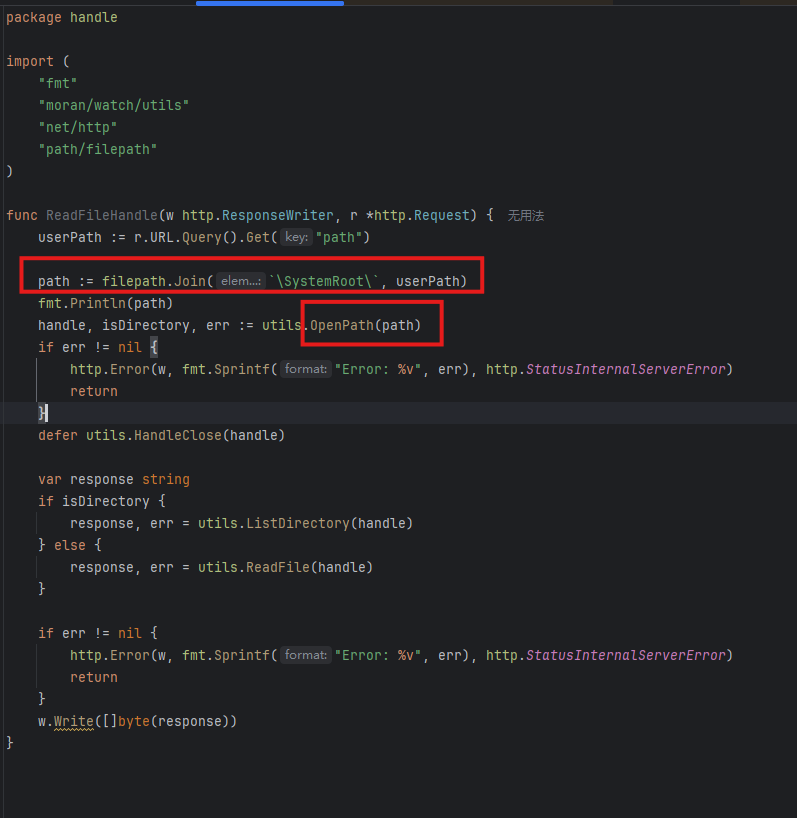 package handle
import (
"fmt"
"moran/watch/utils"
"net/http"
"path/filepath"
)
func ReadFileHandle(w http.ResponseWriter, r *http.Request) { 无用法
userPath := r.URL.Query().Get( key: "path")
path := filepath.Join( elem...: `\SystemRoot\`, userPath)
fmt.Println(path)
handle, isDirectory, err := utils.OpenPath(path)
if err != nil {
http.Error(w, fmt.Sprintf( format: "Error: %v", err), http.StatusInternalServerError)
return
}
defer utils.HandleClose(handle)
var response string
if isDirectory {
response, err = utils.ListDirectory(handle)
} else {
response, err = utils.ReadFile(handle)
}
if err != nil {
http.Error(w, fmt.Sprintf( format: "Error: %v", err), http.StatusInternalServerError)
return
}
w.Write([]byte(response))
}